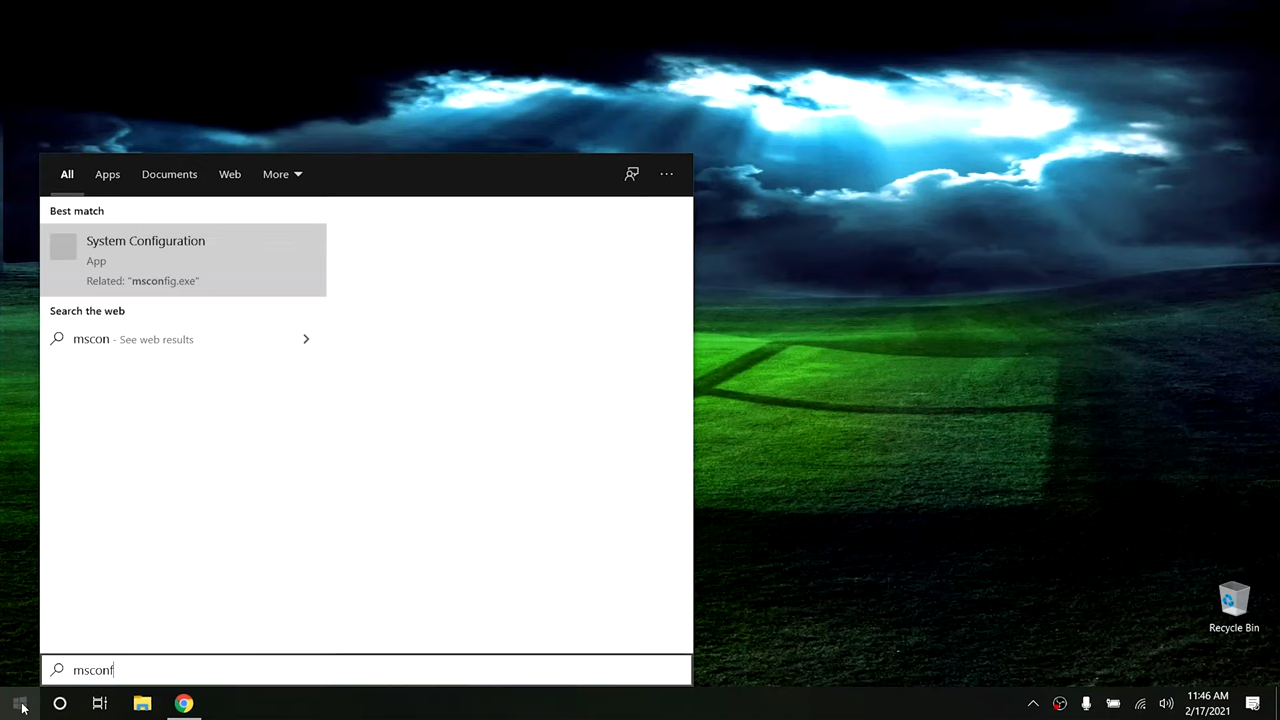 All Apps Documents Web More
Best match
System Configuration
App
Related: "msconfig.exe"
Search the web
mscon - See web results
msconf
Recycle Bin
11:46 AM
2/17/2021